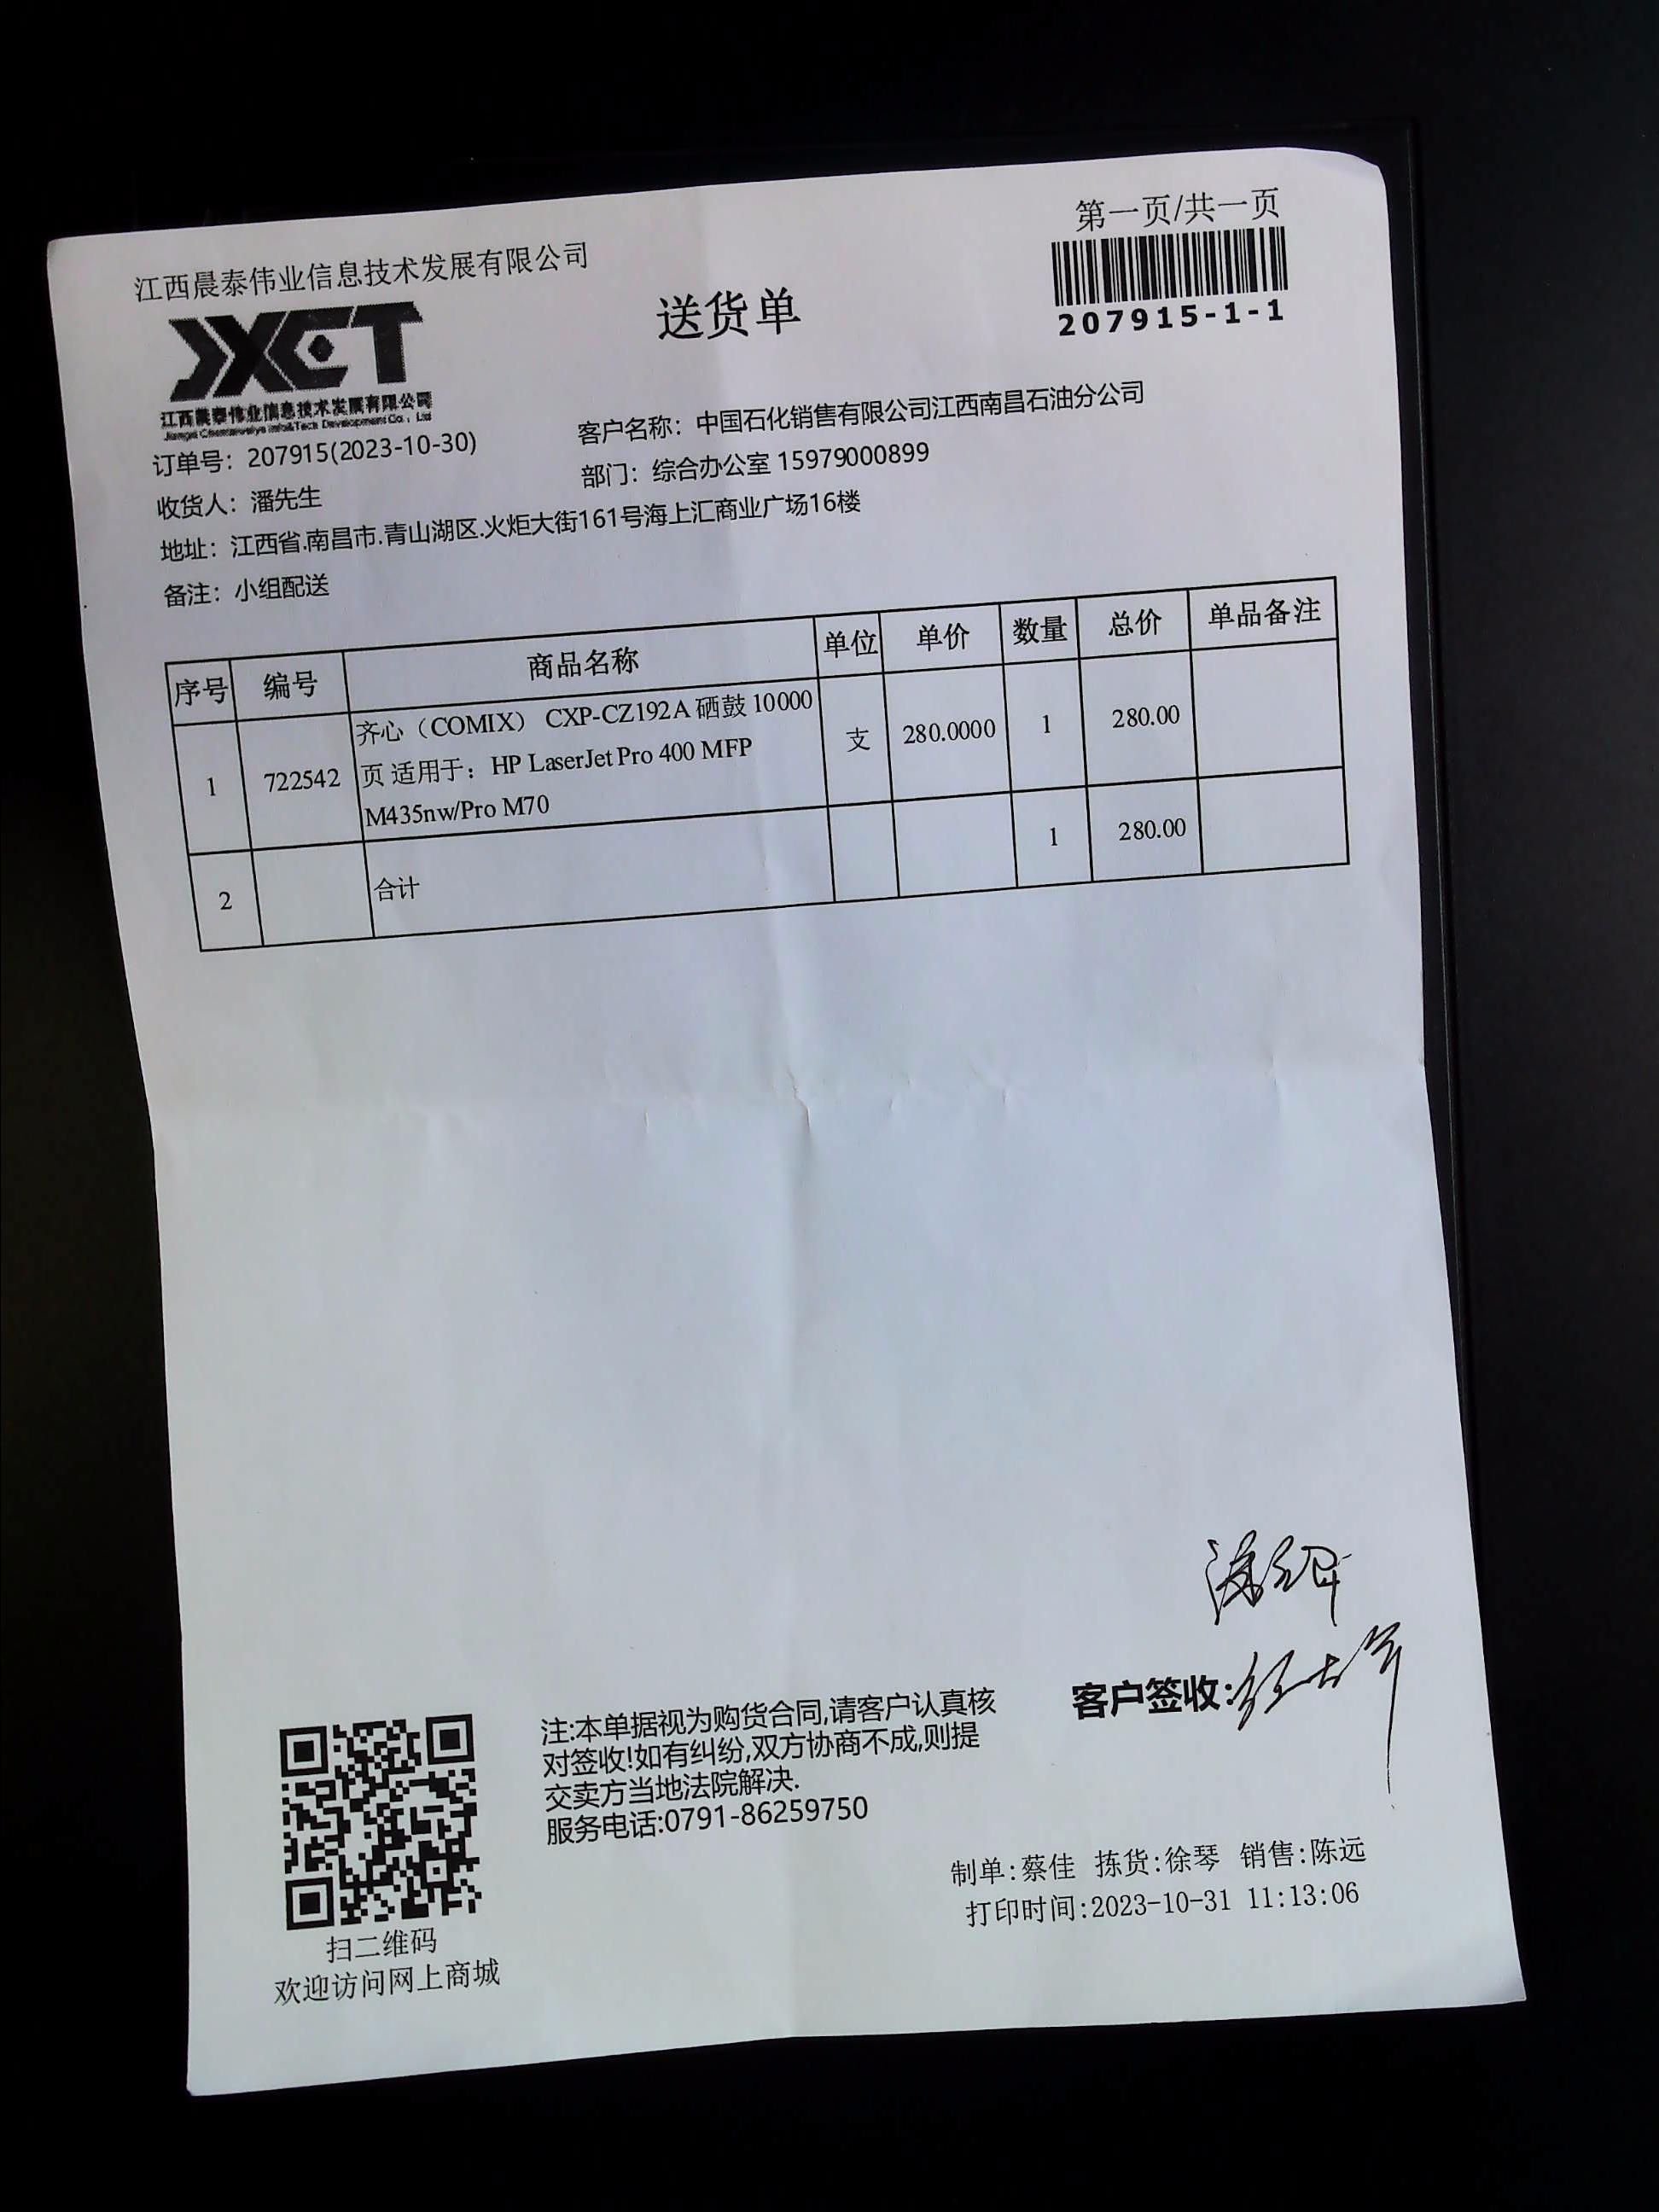 第一页/共一页
江西晨泰伟业信息技术发展有限公司
JXCT
送货单
207915-1-1
江西晨泰伟业信息技术发展有限公司
客户名称：中国石化销售有限公司江西南昌石油分公司
订单号：207915(2023-10-30)
部门：综合办公室 15979000899
收货人：潘先生
地址：江西省.南昌市.青山湖区.火炬大街161号海上汇商业广场16楼
备注：小组配送
序号 编号 商品名称 单位 单价 数量 总价 单品备注
1 722542 齐心（COMIX） CXP-CZ192A 硒鼓 10000
页 适用于：HP LaserJet Pro 400 MFP
M435nw/Pro M70 支 280.0000 1 280.00
2 合计 1 280.00
客户签收:
注:本单据视为购货合同,请客户认真核
对签收!如有纠纷,双方协商不成,则提
交卖方当地法院解决.
服务电话:0791-86259750
制单:蔡佳 拣货:徐琴 销售:陈远
打印时间:2023-10-31 11:13:06
扫二维码
欢迎访问网上商城